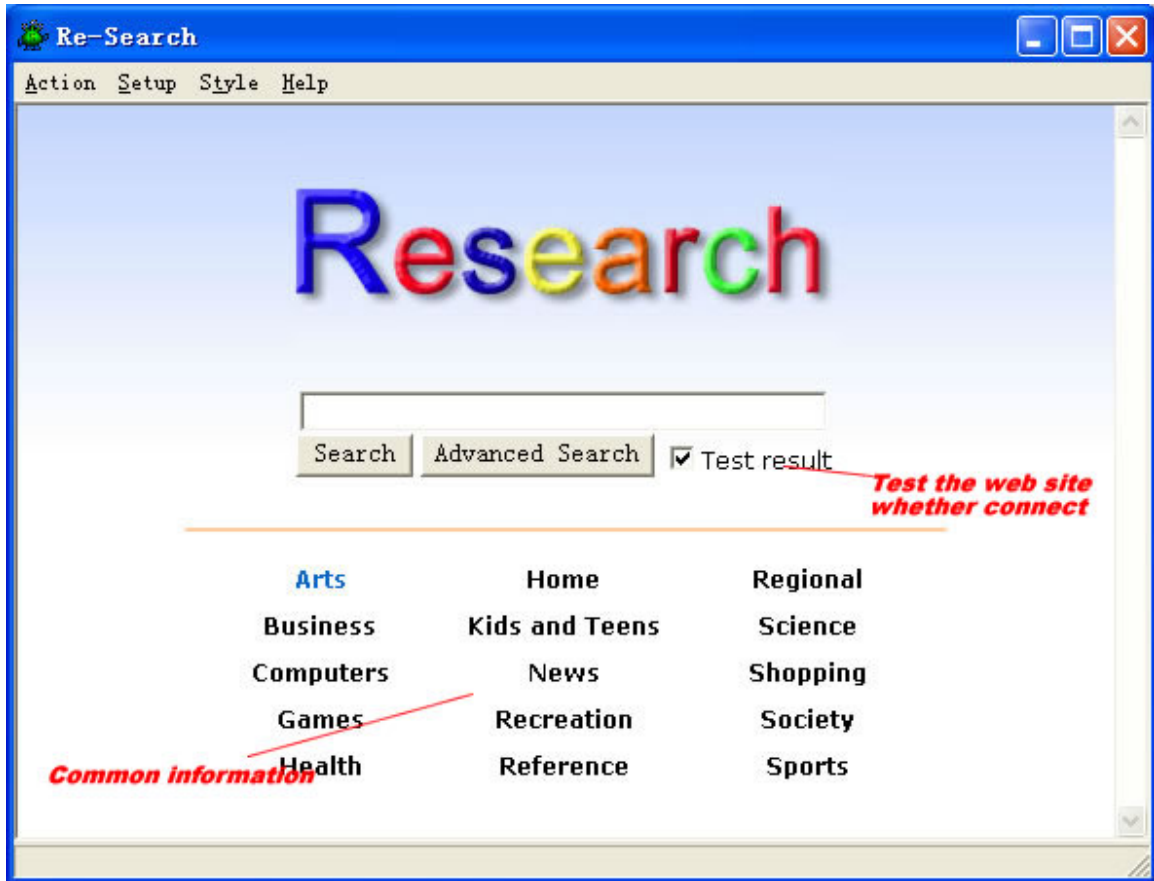 Re-Search
Action Setup Style Help
Research
Search Advanced Search Test result
Test the web site
whether connect
Arts Home Regional
Business Kids and Teens Science
Computers News Shopping
Games Recreation Society
Health Reference Sports
Common information